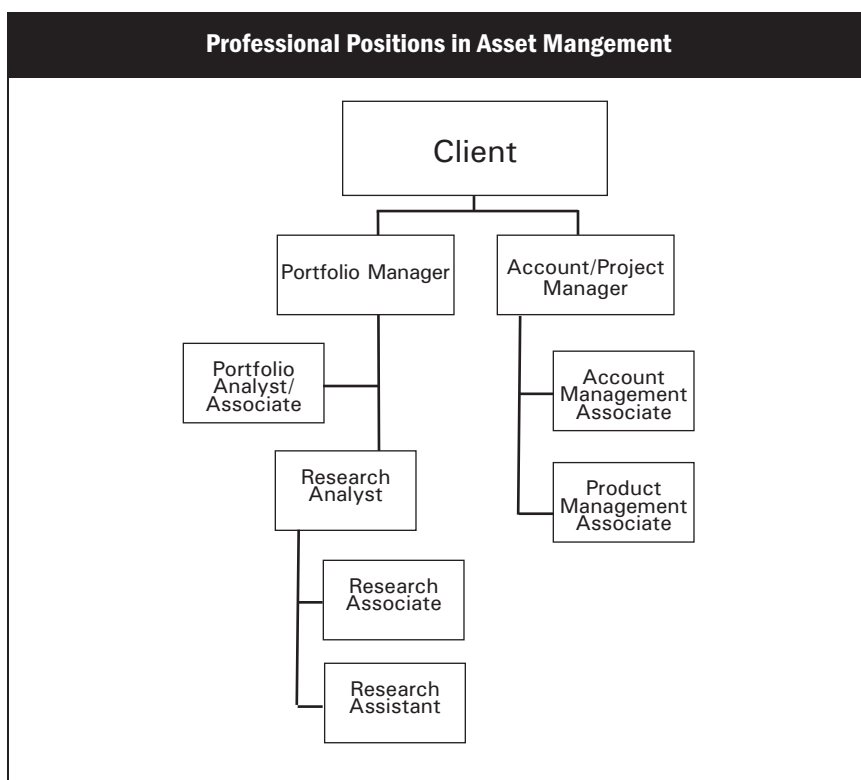 Professional Positions in Asset Mangement
Client
Portfolio Manager
Account/Project
Manager
Portfolio
Analyst/
Associate
Account
Management
Associate
Research
Analyst
Product
Management
Associate
Research
Associate
Research
Assistant